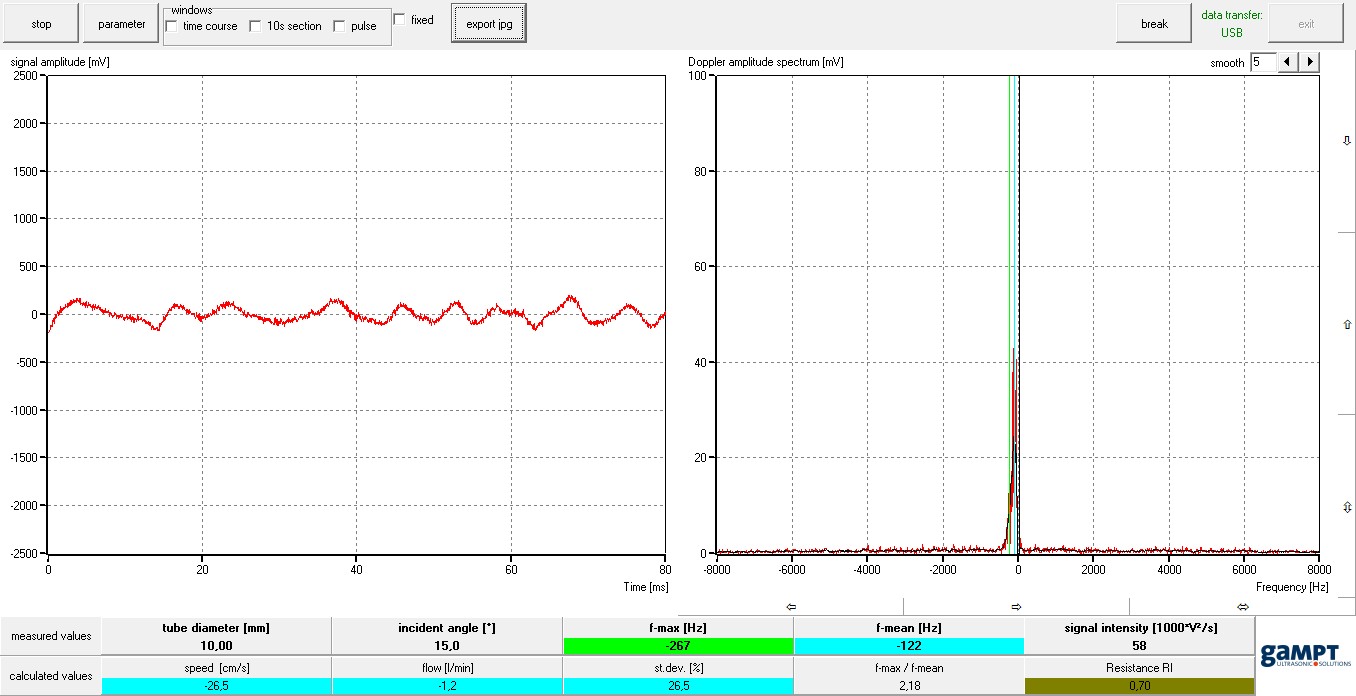 stop
parameter
windows
time course
10s section
pulse
fixed
export jpg
break
data transfer:
USB
exit
signal amplitude [mV]
2500
2000
1500
1000
500
0
-500
-1000
-1500
-2000
-2500
0 20 40 60 80
Time [ms]
Doppler amplitude spectrum [mV]
smooth 5
100
80
60
40
20
0
-8000 -6000 -4000 -2000 0 2000 4000 6000 8000
Frequency [Hz]
measured values
tube diameter [mm]
10,00
incident angle [°]
15,0
f-max [Hz]
-267
f-mean [Hz]
-122
signal intensity [1000*V²/s]
58
calculated values
speed [cm/s]
-26,5
flow [l/min]
-1,2
st.dev. [%]
26,5
f-max / f-mean
2,18
Resistance RI
0,70
GAMPT
ULTRASONIC SOLUTIONS